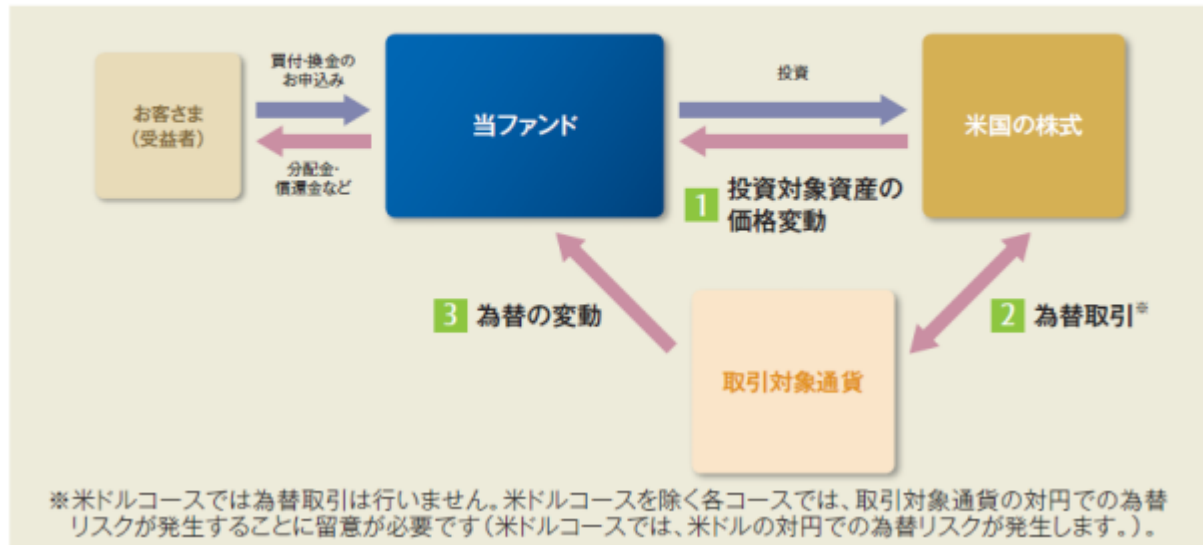 買付・換金の
お申込み
お客さま
(受益者)
分配金・
償還金など
当ファンド
投資
米国の株式
1 投資対象資産の
価格変動
3 為替の変動
2 為替取引※
取引対象通貨
※米ドルコースでは為替取引は行いません。米ドルコースを除く各コースでは、取引対象通貨の対円での為替
リスクが発生することに留意が必要です(米ドルコースでは、米ドルの対円での為替リスクが発生します。)。